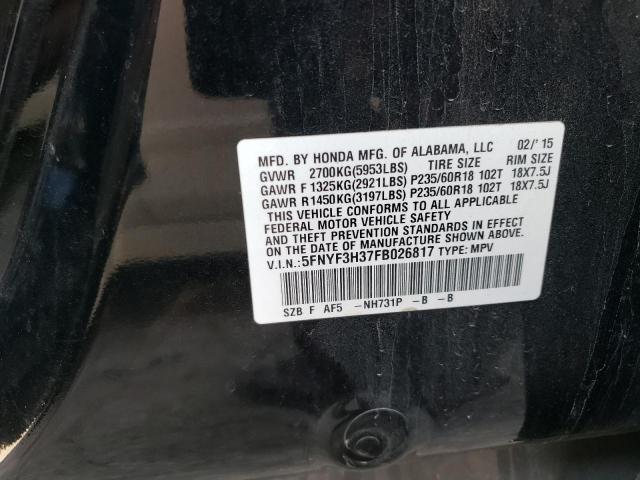 MFD. BY HONDA MFG. OF ALABAMA, LLC 02/'15
GVWR 2700KG(5953LBS) TIRE SIZE RIM SIZE
GAWR F 1325KG(2921LBS) P235/60R18 102T 18X7.5J
GAWR R1450KG(3197LBS) P235/60R18 102T 18X7.5J
THIS VEHICLE CONFORMS TO ALL APPLICABLE
FEDERAL MOTOR VEHICLE SAFETY
AND THEFT PREVENTION STANDARDS IN EFFECT
ON THE DATE OF MANUFACTURE SHOWN ABOVE.
V.I.N.:5FNYF3H37FB026817 TYPE: MPV
SZB F AF5 -NH731P -B -B